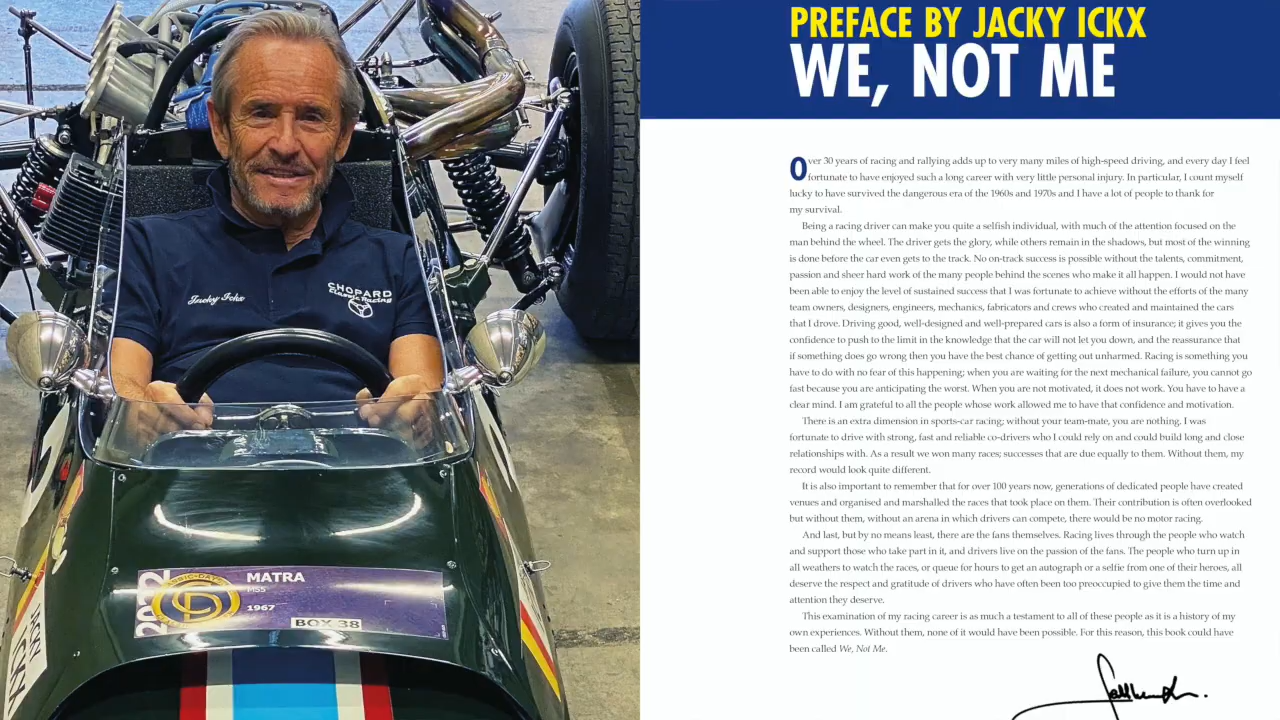 Jacky Ickx
CHOPARD
Classic Racing
2022
CLASSIC-DAYS
MATRA
MS5
1967
BOX 38
JACKY ICKX
PREFACE BY JACKY ICKX
WE, NOT ME
Over 30 years of racing and rallying adds up to very many miles of high-speed driving, and every day I feel
fortunate to have enjoyed such a long career with very little personal injury. In particular, I count myself
lucky to have survived the dangerous era of the 1960s and 1970s and I have a lot of people to thank for
my survival.
Being a racing driver can make you quite a selfish individual, with much of the attention focused on the
man behind the wheel. The driver gets the glory, while others remain in the shadows, but most of the winning
is done before the car even gets to the track. No on-track success is possible without the talents, commitment,
passion and sheer hard work of the many people behind the scenes who make it all happen. I would not have
been able to enjoy the level of sustained success that I was fortunate to achieve without the efforts of the many
team owners, designers, engineers, mechanics, fabricators and crews who created and maintained the cars
that I drove. Driving good, well-designed and well-prepared cars is also a form of insurance; it gives you the
confidence to push to the limit in the knowledge that the car will not let you down, and the reassurance that
if something does go wrong then you have the best chance of getting out unharmed. Racing is something you
have to do with no fear of this happening; when you are waiting for the next mechanical failure, you cannot go
fast because you are anticipating the worst. When you are not motivated, it does not work. You have to have a
clear mind. I am grateful to all the people whose work allowed me to have that confidence and motivation.
There is an extra dimension in sports-car racing; without your team-mate, you are nothing. I was
fortunate to drive with strong, fast and reliable co-drivers who I could rely on and could build long and close
relationships with. As a result we won many races; successes that are due equally to them. Without them, my
record would look quite different.
It is also important to remember that for over 100 years now, generations of dedicated people have created
venues and organised and marshalled the races that took place on them. Their contribution is often overlooked
but without them, without an arena in which drivers can compete, there would be no motor racing.
And last, but by no means least, there are the fans themselves. Racing lives through the people who watch
and support those who take part in it, and drivers live on the passion of the fans. The people who turn up in
all weathers to watch the races, or queue for hours to get an autograph or a selfie from one of their heroes, all
deserve the respect and gratitude of drivers who have often been too preoccupied to give them the time and
attention they deserve.
This examination of my racing career is as much a testament to all of these people as it is a history of my
own experiences. Without them, none of it would have been possible. For this reason, this book could have
been called We, Not Me.